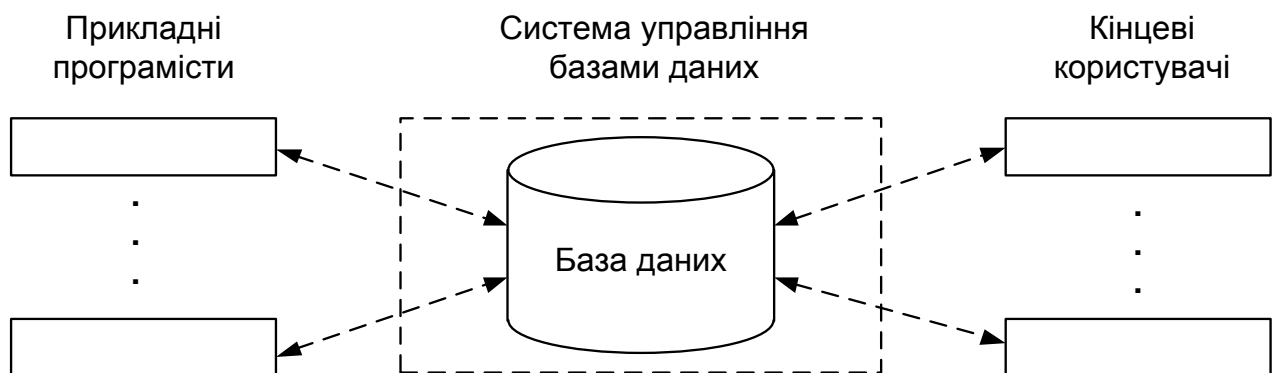 Прикладні
програмісти
Система управління
базами даних
Кінцеві
користувачі
База даних